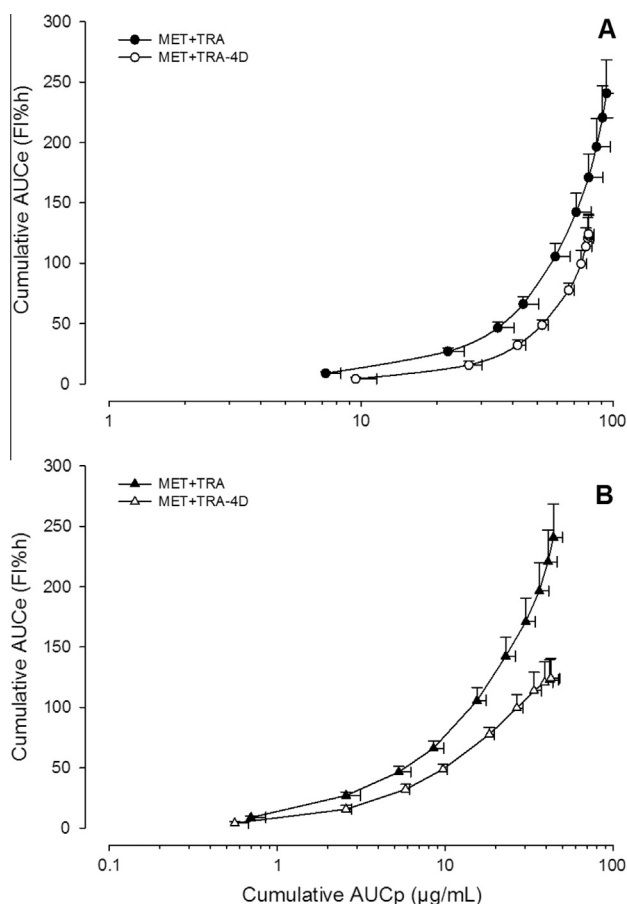 300
MET+TRA
A
MET+TRA-4D
250
200
150
100
50
0
Cumulative AUCe (FI%h)
1 10 100
300
MET+TRA
B
MET+TRA-4D
250
200
150
100
50
0
Cumulative AUCe (FI%h)
0.1 1 10 100
Cumulative AUCp (µg/mL)